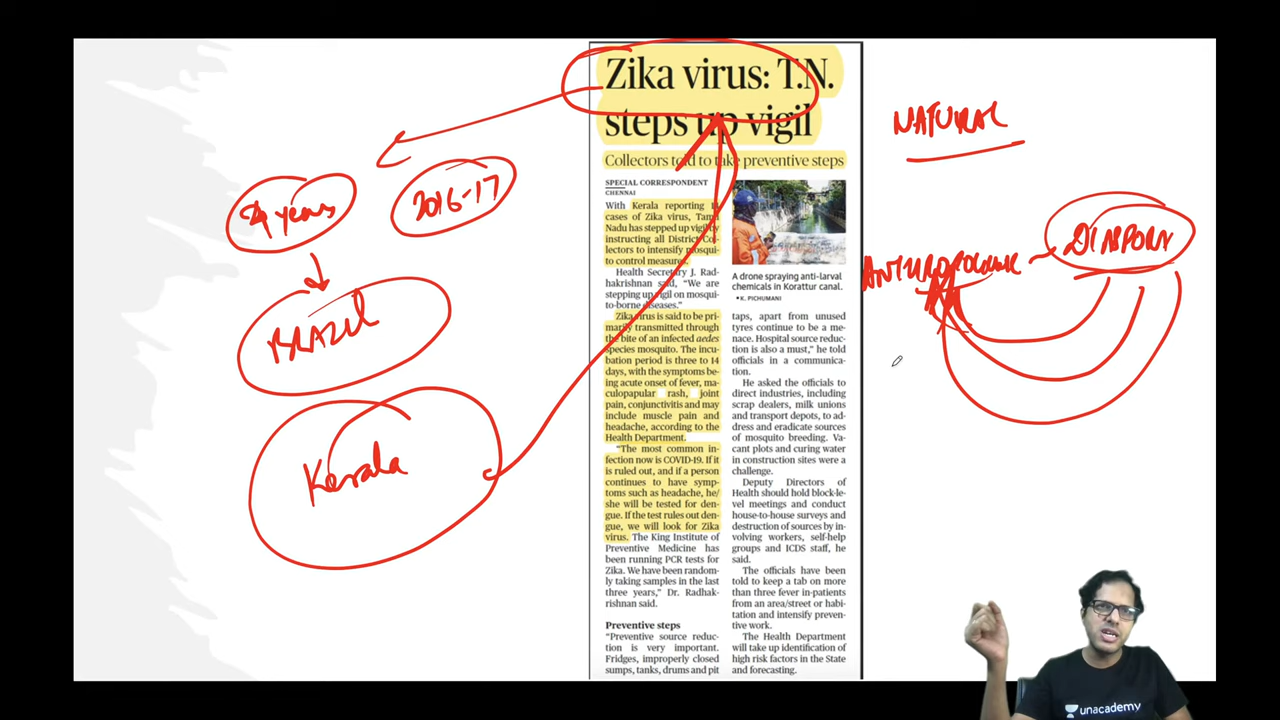 Zika virus: T.N.
steps up vigil
Collectors told to take preventive steps
SPECIAL CORRESPONDENT
CHENNAI
With Kerala reporting
cases of Zika virus, Tamil
Nadu has stepped up vigil by
instructing all District Col-
lectors to intensify mosqui-
to control measures.
Health Secretary J. Rad-
hakrishnan said, “We are
stepping up vigil on mosqui-
to-borne diseases.”
Zika virus is said to be pri-
marily transmitted through
the bite of an infected aedes
species mosquito. The incu-
bation period is three to 14
days, with the symptoms be-
ing acute onset of fever, ma-
culopapular rash, joint
pain, conjunctivitis and may
include muscle pain and
headache, according to the
Health Department.
“The most common in-
fection now is COVID-19. If it
is ruled out, and if a person
continues to have symp-
toms such as headache, he/
she will be tested for den-
gue. If the test rules out den-
gue, we will look for Zika
virus. The King Institute of
Preventive Medicine has
been running PCR tests for
Zika. We have been random-
ly taking samples in the last
three years,” Dr. Radhak-
rishnan said.
Preventive steps
“Preventive source reduc-
tion is very important.
Fridges, improperly closed
sumps, tanks, drums and pit
A drone spraying anti-larval
chemicals in Korattur canal.
•K. PICHUMANI
taps, apart from unused
tyres continue to be a me-
nace. Hospital source reduc-
tion is also a must,” he told
officials in a communica-
tion.
He asked the officials to
direct industries, including
scrap dealers, milk unions
and transport depots, to ad-
dress and eradicate sources
of mosquito breeding. Va-
cant plots and curing water
in construction sites were a
challenge.
Deputy Directors of
Health should hold block-le-
vel meetings and conduct
house-to-house surveys and
destruction of sources by in-
volving workers, self-help
groups and ICDS staff, he
said.
The officials have been
told to keep a tab on more
than three fever in-patients
from an area/street or habi-
tation and intensify preven-
tive work.
The Health Department
will take up identification of
high risk factors in the State
and forecasting.
years
2016-17
BRAZIL
Kerala
NATURAL
DIASPORA
unacademy